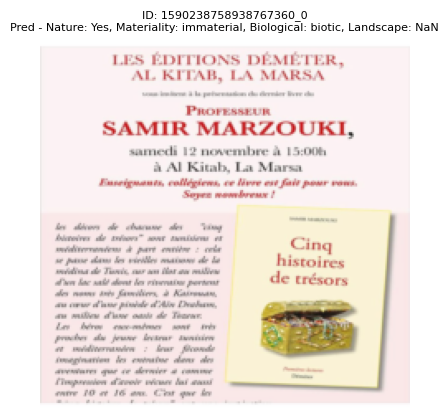 ID: 1590238758938767360_0
Pred - Nature: Yes, Materiality: immaterial, Biological: biotic, Landscape: NaN
LES ÉDITIONS DÉMÉTER,
AL KITAB, LA MARSA
vous invitent à la présentation du dernier livre du
PROFESSEUR
SAMIR MARZOUKI,
samedi 12 novembre à 15:00h
à Al Kitab, La Marsa
Enseignants, collégiens, ce livre est fait pour vous.
Soyez nombreux !
les décors de chacune des "cinq
histoires de trésors" sont tunisiens et
méditerranéens à part entière : cela
se passe dans les vieilles maisons de la
médina de Tunis, sur un îlot au milieu
d'un lac salé dont les riverains portent
des noms très familiers, à Kairouan,
au cœur d'une pinède d'Aïn Draham,
au milieu d'une oasis de Tozeur.
Les héros eux-mêmes sont très
proches du jeune lecteur tunisien
et méditerranéen : leur féconde
imagination les entraîne dans des
aventures que ce dernier a comme
l'impression d'avoir vécues lui aussi
entre 10 et 16 ans. C'est que les
SAMIR MARZOUKI
Cinq
histoires
de trésors
Déméter